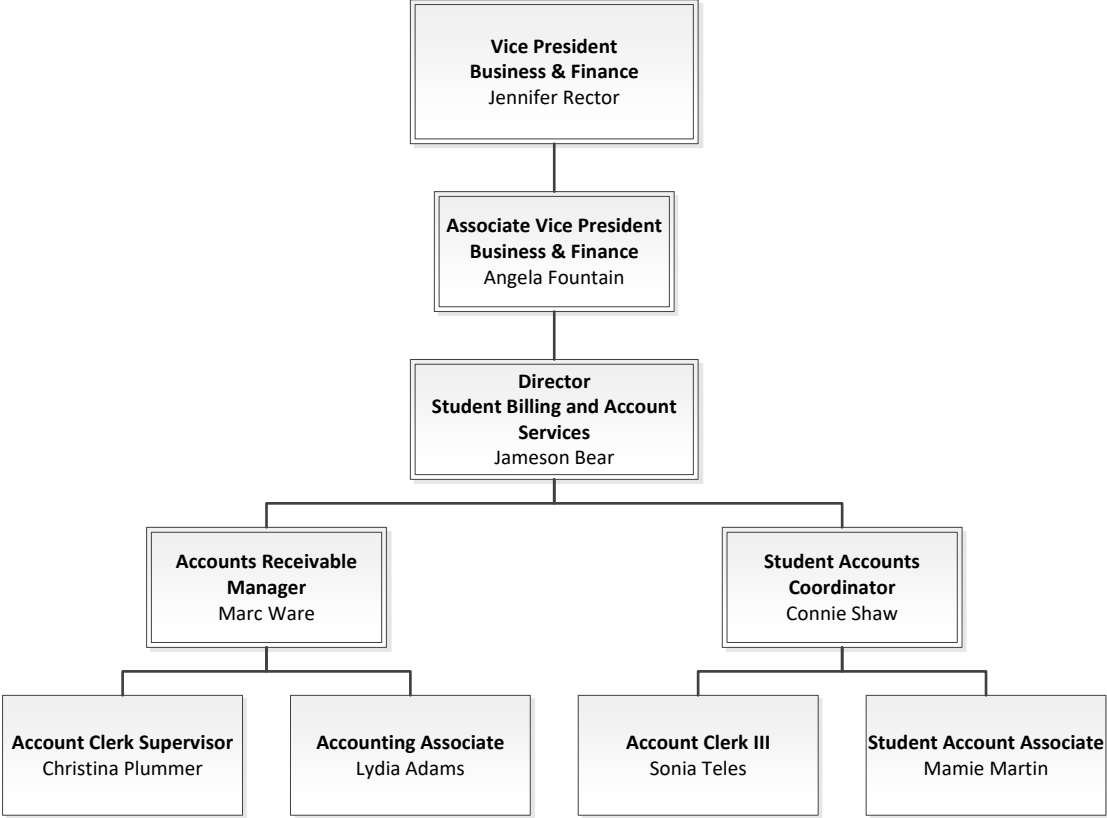 Vice President
Business & Finance
Jennifer Rector
Associate Vice President
Business & Finance
Angela Fountain
Director
Student Billing and Account
Services
Jameson Bear
Accounts Receivable
Manager
Marc Ware
Student Accounts
Coordinator
Connie Shaw
Account Clerk Supervisor
Christina Plummer
Accounting Associate
Lydia Adams
Account Clerk III
Sonia Teles
Student Account Associate
Mamie Martin